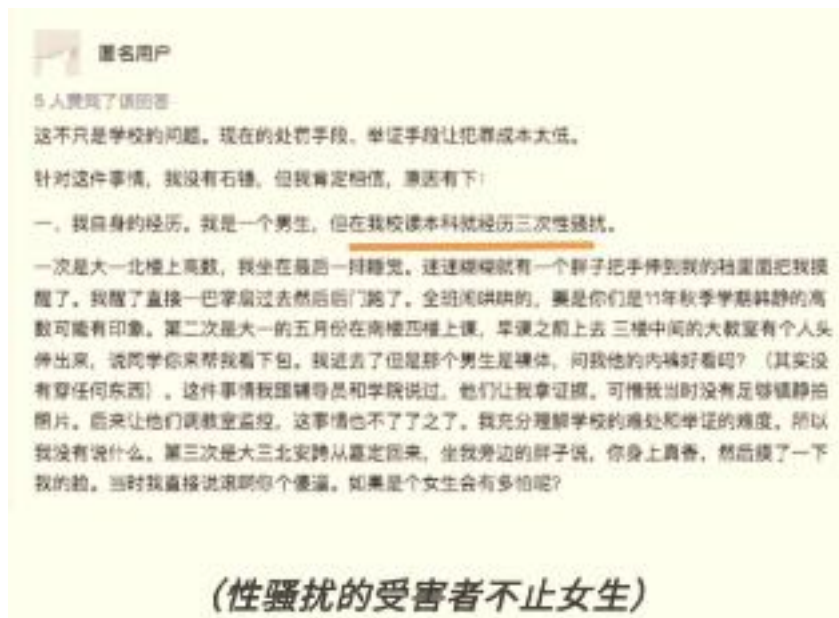 匿名用户
5 人赞同了该回答
这不只是学校的问题。现在的处罚手段、举证手段让犯罪成本太低。
针对这件事情，我没有石锤，但我肯定相信，原因有下：
一、我自身的经历。我是一个男生，但在我校读本科就经历三次性骚扰。
一次是大一北楼上高数，我坐在最后一排睡觉。迷迷糊糊就有一个胖子把手伸到我的袖里面把我摸
醒了。我醒了直接一巴掌扇过去然后后门跑了。全班闹哄哄的，要是你们是11年秋季学期韩静的高
数可能有印象。第二次是大一的五月份在南楼四楼上课，早课之前上去 三楼中间的大教室有个人头
伸出来，说同学你来帮我看下包。我进去了但是那个男生是裸体，问我他的内裤好看吗？（其实没
有穿任何东西）。这件事情我跟辅导员和学院说过，他们让我拿证据。可惜我当时没有足够镇静拍
照片。后来让他们调教室监控，这事情也不了了之了。我充分理解学校的难处和举证的难度，所以
我没有说什么。第三次是大三北安跨从嘉定回来，坐我旁边的胖子说，你身上真香，然后摸了一下
我的脸。当时我直接说滚啊你个傻逼。如果是个女生会有多怕呢？
（性骚扰的受害者不止女生）